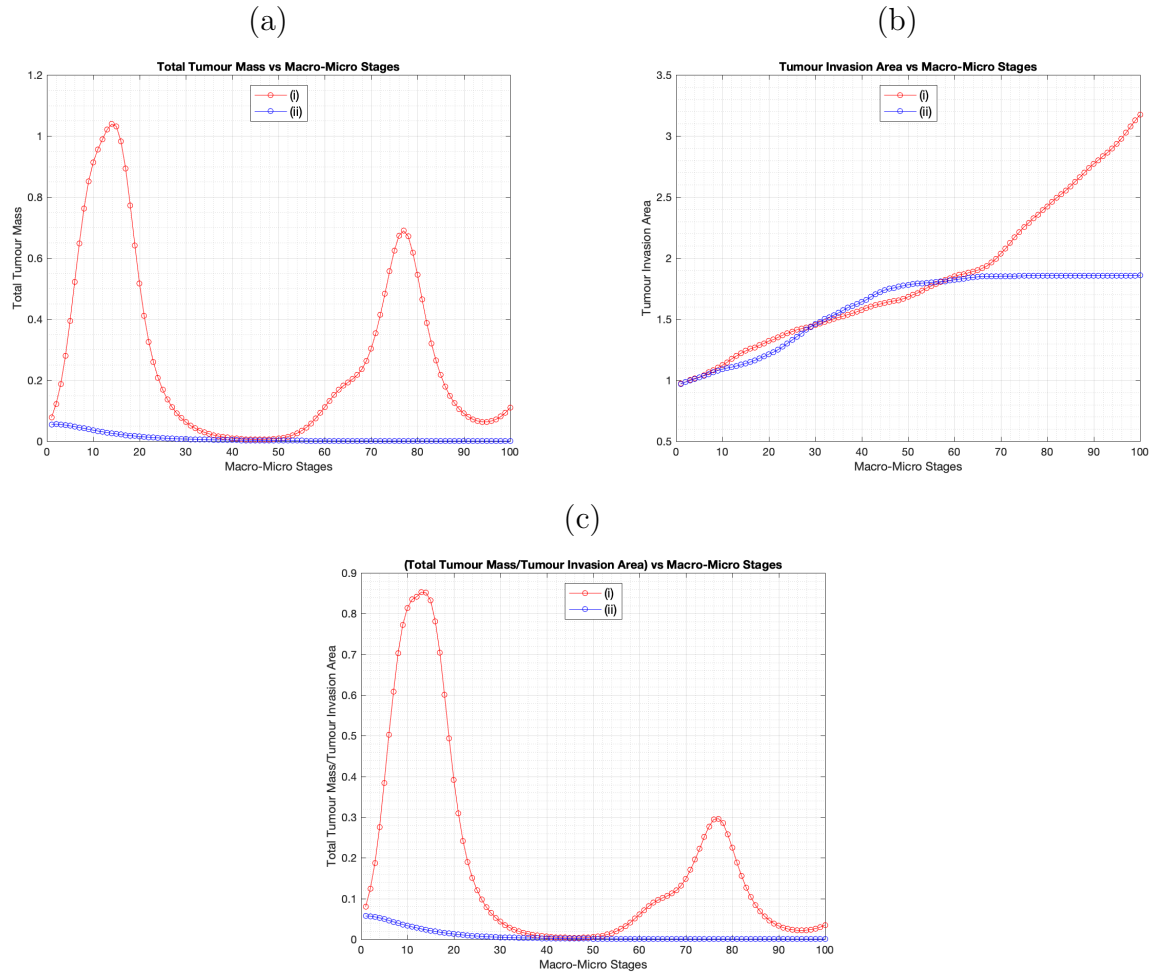 (a)
Total Tumour Mass vs Macro-Micro Stages
(i)
(ii)
Total Tumour Mass
1.2
1
0.8
0.6
0.4
0.2
0
0 10 20 30 40 50 60 70 80 90 100
Macro-Micro Stages
(b)
Tumour Invasion Area vs Macro-Micro Stages
(i)
(ii)
Tumour Invasion Area
3.5
3
2.5
2
1.5
1
0.5
0 10 20 30 40 50 60 70 80 90 100
Macro-Micro Stages
(c)
(Total Tumour Mass/Tumour Invasion Area) vs Macro-Micro Stages
(i)
(ii)
Total Tumour Mass/Tumour Invasion Area
0.9
0.8
0.7
0.6
0.5
0.4
0.3
0.2
0.1
0
0 10 20 30 40 50 60 70 80 90 100
Macro-Micro Stages